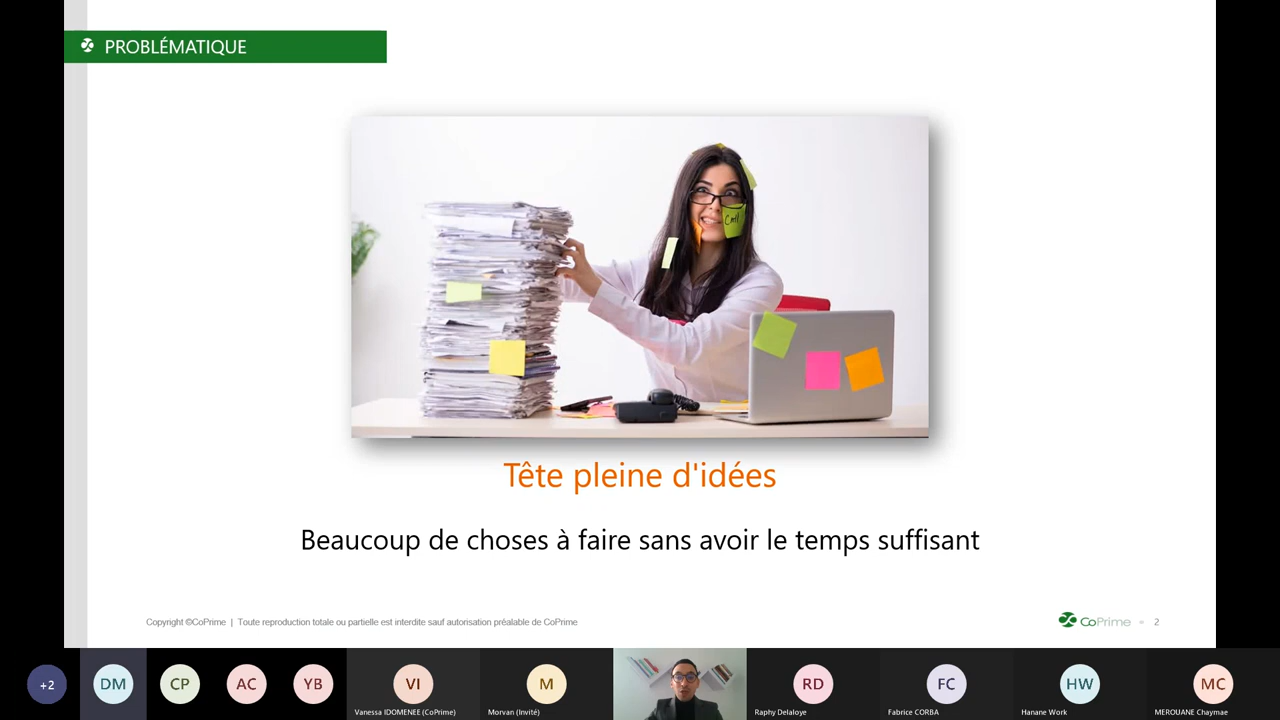 PROBLÉMATIQUE
Call
Tête pleine d'idées
Beaucoup de choses à faire sans avoir le temps suffisant
Copyright ©CoPrime | Toute reproduction totale ou partielle est interdite sauf autorisation préalable de CoPrime
CoPrime 2
+2 DM CP AC YB VI M RD FC HW MC
Vanessa IDOMENEE (CoPrime) Morvan (Invité) Raphy Delaloye Fabrice CORBA Hanane Work MEROUANE Chaymae